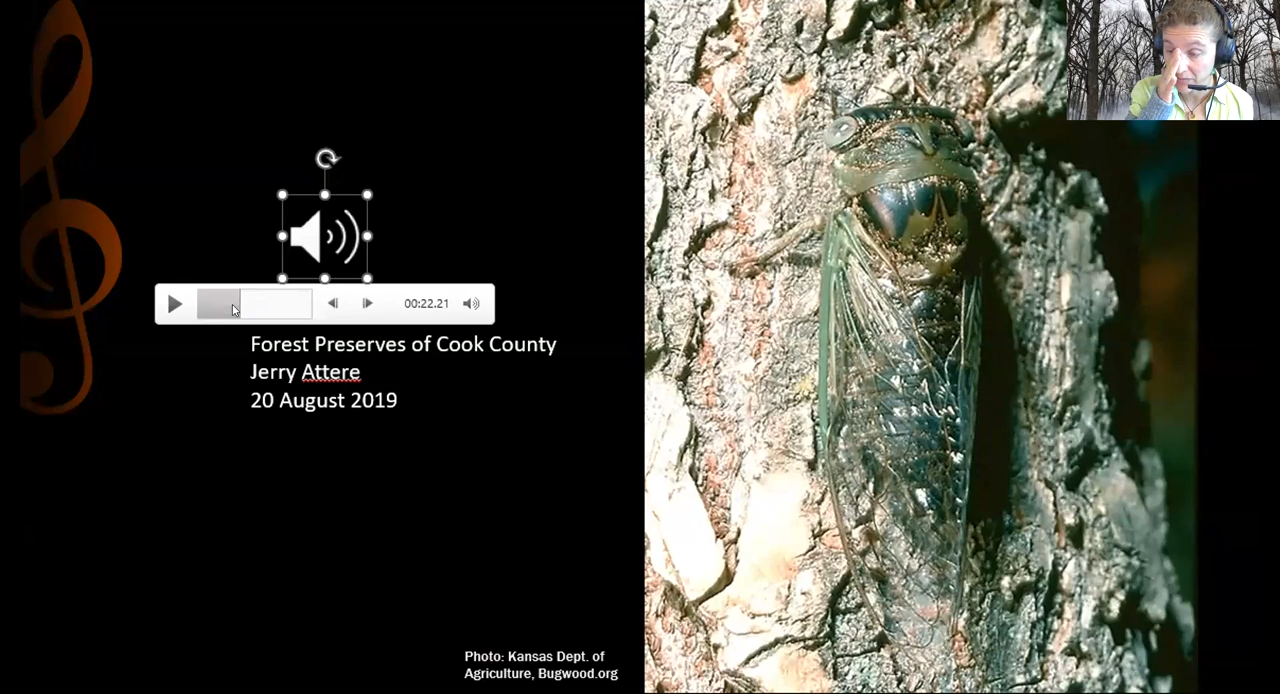 00:22.21
Forest Preserves of Cook County
Jerry Attere
20 August 2019
Photo: Kansas Dept. of
Agriculture, Bugwood.org